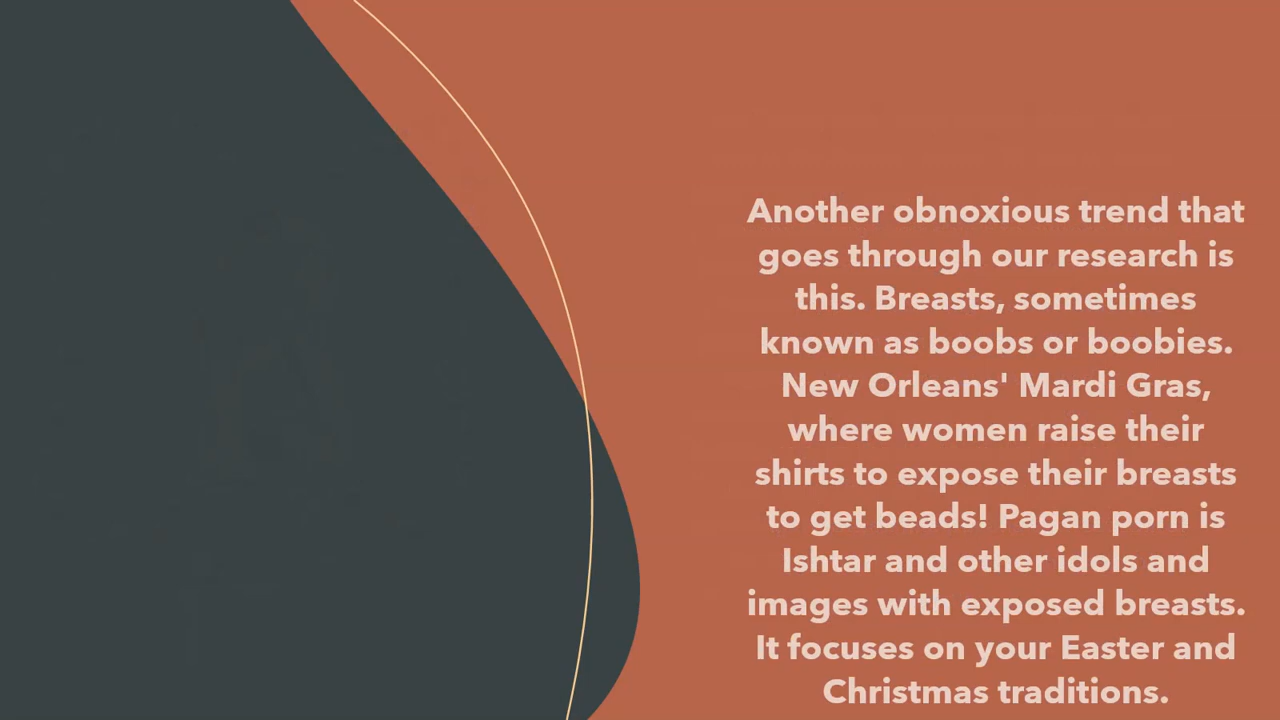 Another obnoxious trend that
goes through our research is
this. Breasts, sometimes
known as boobs or boobies.
New Orleans' Mardi Gras,
where women raise their
shirts to expose their breasts
to get beads! Pagan porn is
Ishtar and other idols and
images with exposed breasts.
It focuses on your Easter and
Christmas traditions.